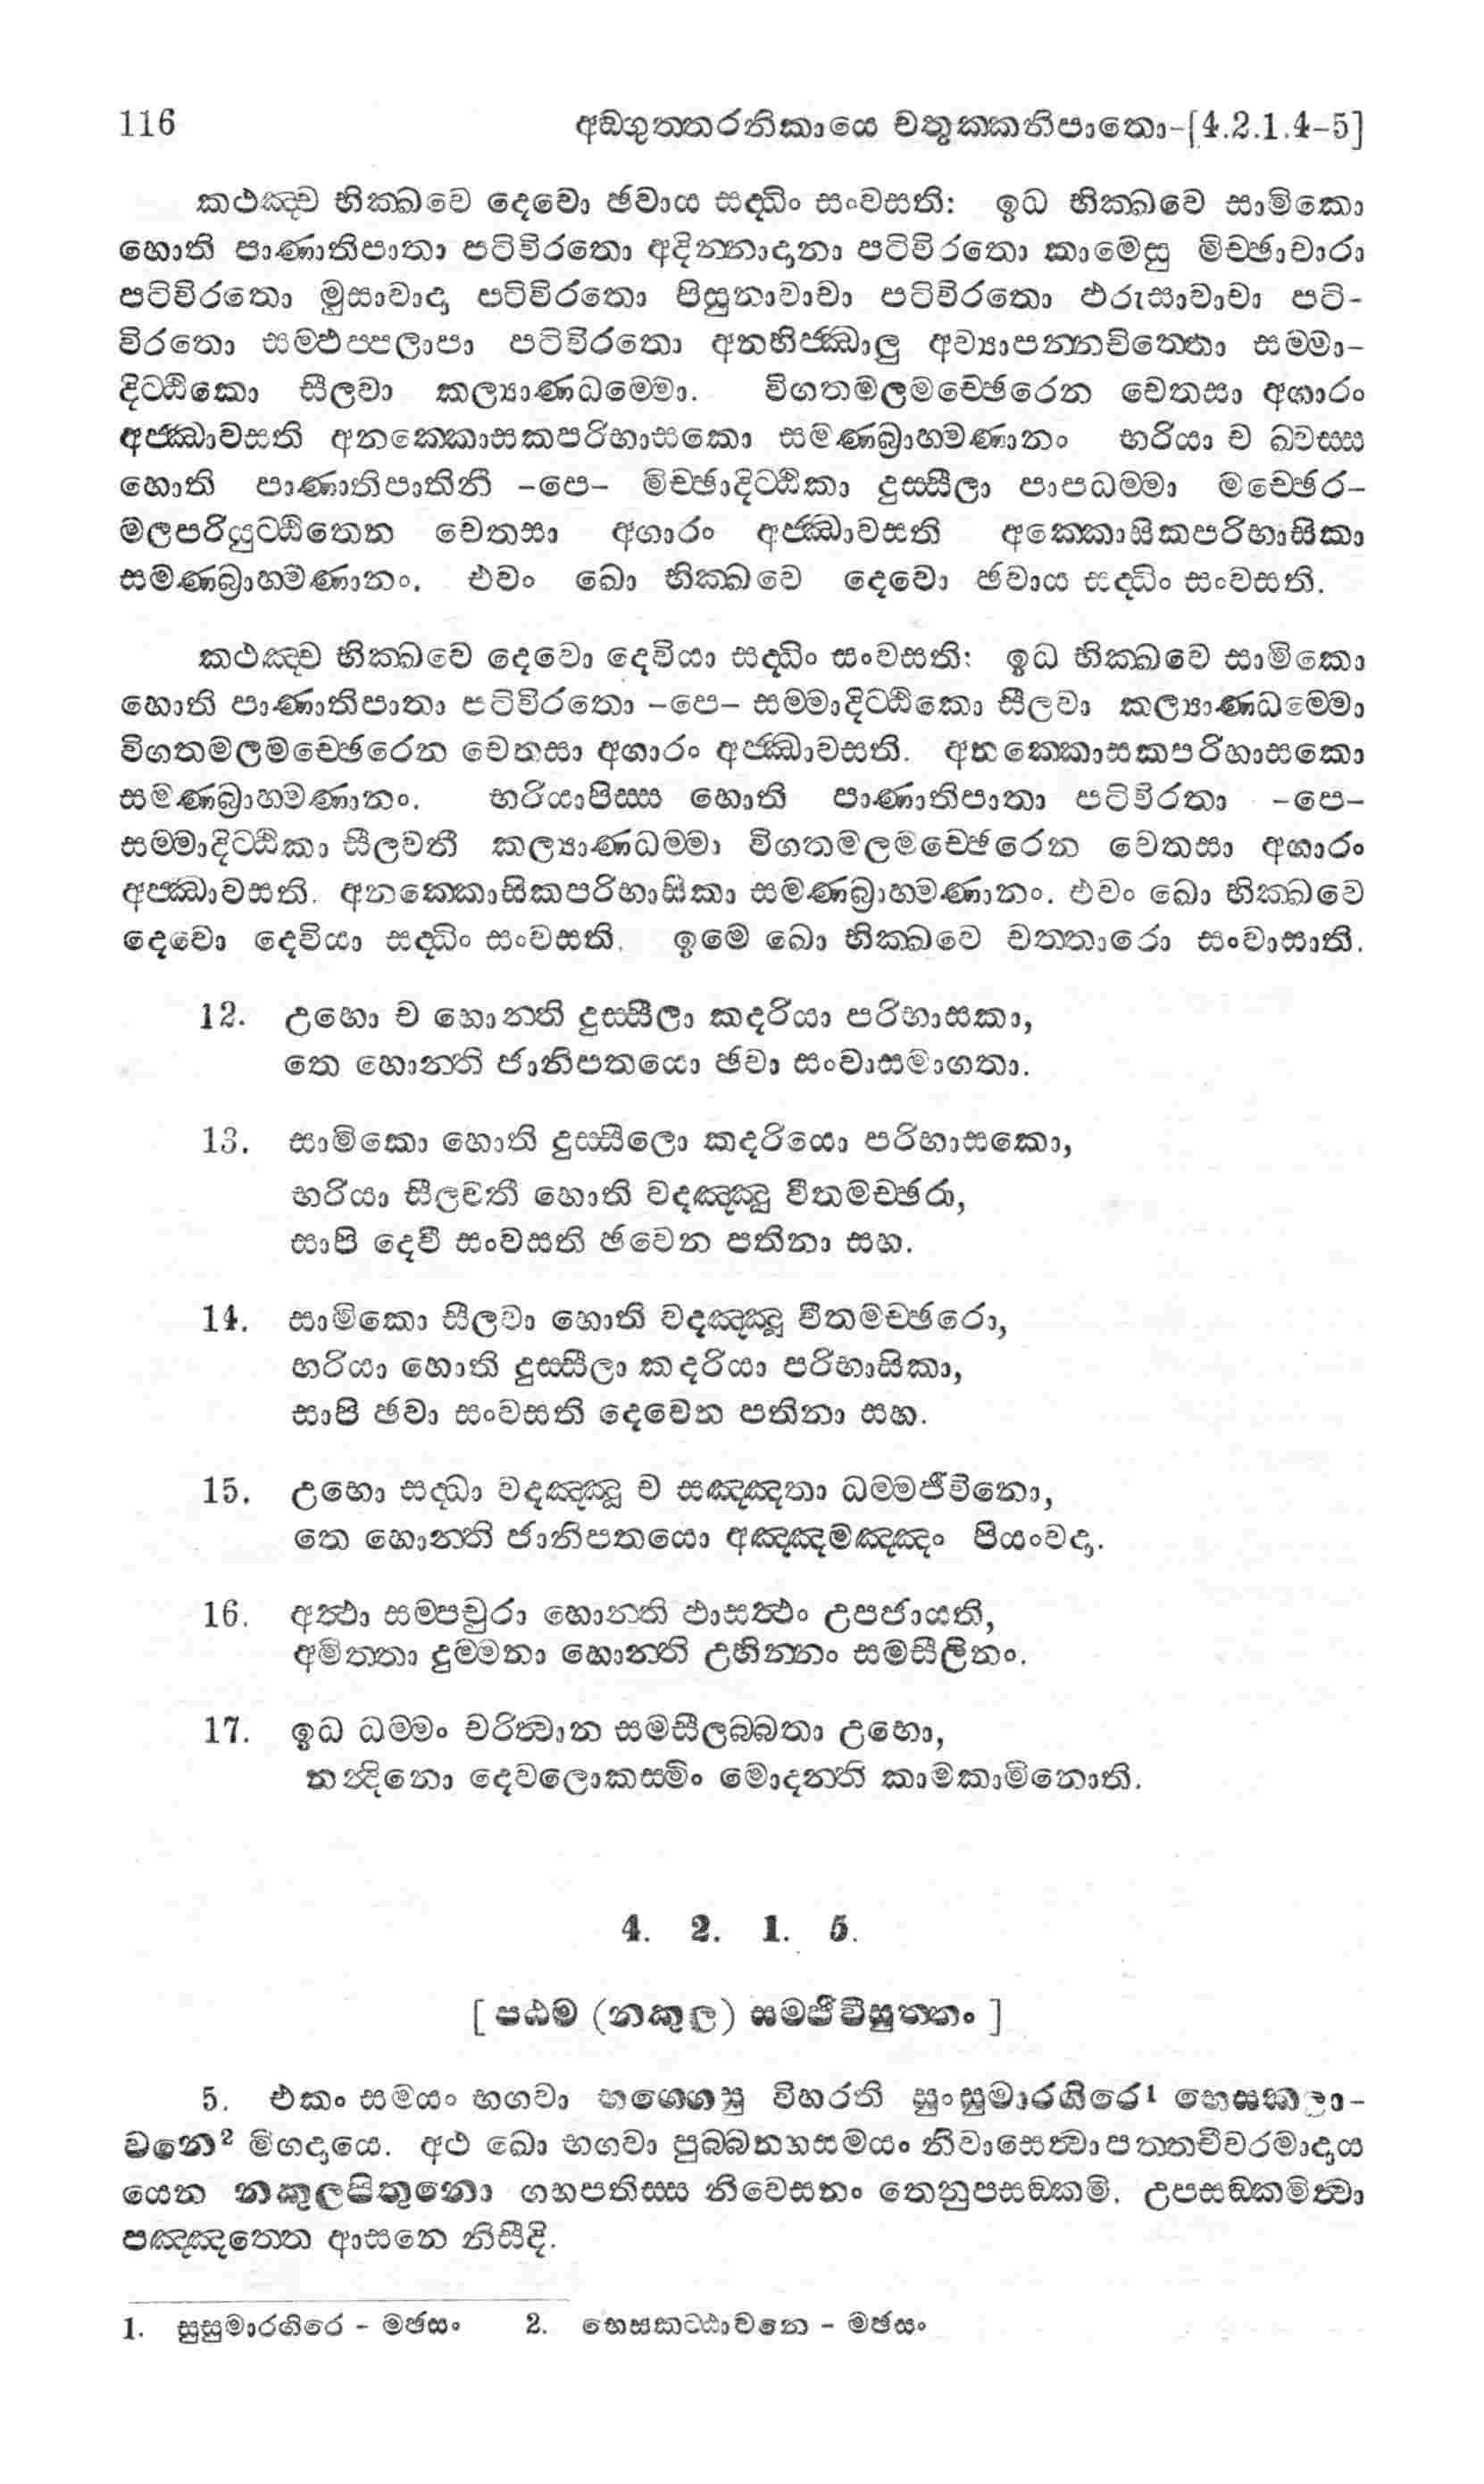 116 අඞ්ගුත්තරනිකායෙ චතුක්කනිපාතො-[4.2.1.4-5]
කථඤ්ච භික්ඛවෙ දෙවො ඡවාය සද්ධිං සංවසති: ඉධ භික්ඛවෙ සාමිකො
හොති පාණාතිපාතා පටිවිරතො අදින්නාදානා පටිවිරතො කාමෙසු මිච්ඡාචාරා
පටිවිරතො මුසාවාදා පටිවිරතො පිසුනාවාචා පටිවිරතො ඵරුසාවාචා පටි-
විරතො සම්ඵප්පලාපා පටිවිරතො අනභිජ්ඣාලු අව්‍යාපන්නචිත්තො සම්මා-
දිට්ඨිකො සීලවා කල්‍යාණධම්මො. විගතමලමච්ඡෙරෙන චෙතසා අගාරං
අජ්ඣාවසති අනක්කොසකපරිභාසකො සමණබ්‍රාහ්මණානං භරියා ච ඛ්වස්ස
හොති පාණාතිපාතිනී -පෙ- මිච්ඡාදිට්ඨිකා දුස්සීලා පාපධම්මා මච්ඡෙර-
මලපරියුට්ඨිතෙන චෙතසා අගාරං අජ්ඣාවසති අක්කොසිකපරිභාසිකා
සමණබ්‍රාහ්මණානං. එවං ඛො භික්ඛවෙ දෙවො ඡවාය සද්ධිං සංවසති.
කථඤ්ච භික්ඛවෙ දෙවො දෙවියා සද්ධිං සංවසති: ඉධ භික්ඛවෙ සාමිකො
හොති පාණාතිපාතා පටිවිරතො -පෙ- සම්මාදිට්ඨිකො සීලවා කල්‍යාණධම්මො
විගතමලමච්ඡෙරෙන චෙතසා අගාරං අජ්ඣාවසති. අනක්කොසකපරිභාසකො
සමණබ්‍රාහ්මණානං. භරියාපිස්ස හොති පාණාතිපාතා පටිවිරතා -පෙ-
සම්මාදිට්ඨිකා සීලවතී කල්‍යාණධම්මා විගතමලමච්ඡෙරෙන චෙතසා අගාරං
අජ්ඣාවසති. අනක්කොසිකපරිභාසිකා සමණබ්‍රාහ්මණානං. එවං ඛො භික්ඛවෙ
දෙවො දෙවියා සද්ධිං සංවසති. ඉමෙ ඛො භික්ඛවෙ චත්තාරො සංවාසාති.
12. උභො ච හොන්ති දුස්සීලා කදරියා පරිභාසකා,
තෙ හොන්ති ජානිපතයො ඡවා සංවාසමාගතා.
13. සාමිකො හොති දුස්සීලො කදරියො පරිභාසකො,
භරියා සීලවතී හොති වදඤ්ඤු වීතමච්ඡරා,
සාපි දෙවී සංවසති ඡවෙන පතිනා සහ.
14. සාමිකො සීලවා හොති වදඤ්ඤූ වීතමච්ඡරො,
භරියා හොති දුස්සීලා කදරියා පරිභාසිකා,
සාපි ඡවා සංවසති දෙවෙන පතිනා සහ.
15. උභො සද්ධා වදඤ්ඤූ ච සඤ්ඤතා ධම්මජීවිනො,
තෙ හොන්ති ජානිපතයො අඤ්ඤමඤ්ඤං පියංවදා.
16. අත්ථා සම්පචුරා හොන්ති ඵාසත්ථං උපජායති,
අමිත්තා දුම්මනා හොන්ති උභින්නං සමසීලිනං.
17. ඉධ ධම්මං චරිත්වාන සමසීලබ්බතා උභො,
නන්දිනො දෙවලොකස්මිං මොදන්ති කාමකාමිනොති.
4. 2. 1. 5.
[ පඨම (නකුල) සමජීවීසුත්තං ]
5. එකං සමයං භගවා භග්ගෙසු විහරති සුංසුමාරගිරෙ¹ භෙසකලා-
වනෙ² මිගදායෙ. අථ ඛො භගවා පුබ්බන්හසමයං නිවාසෙත්වා පත්තචීවරමාදාය
යෙන නකුලපිතුනො ගහපතිස්ස නිවෙසනං තෙනුපසඞ්කමි. උපසඞ්කමිත්වා
පඤ්ඤත්තෙ ආසනෙ නිසීදි.
1. සුසුමාරගිරෙ - මඡසං 2. භෙසකට්ඨාවනෙ - මඡසං